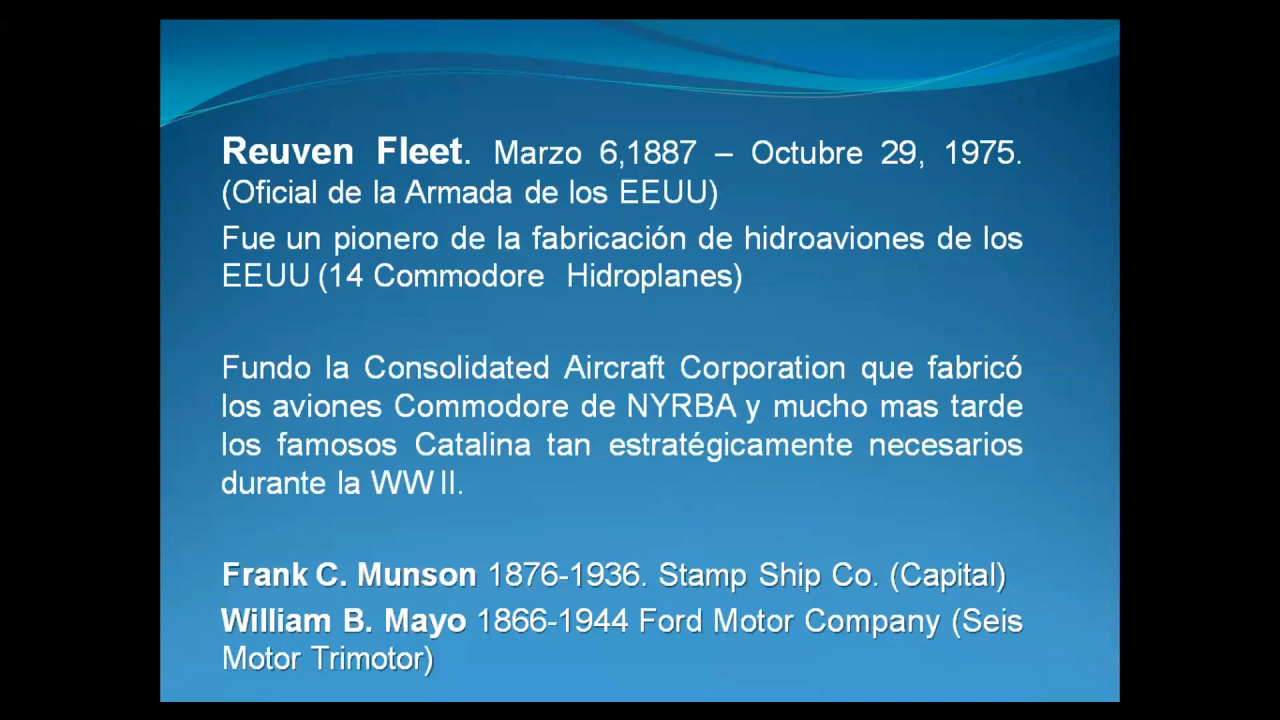 Reuven Fleet. Marzo 6,1887 – Octubre 29, 1975.
(Oficial de la Armada de los EEUU)
Fue un pionero de la fabricación de hidroaviones de los
EEUU (14 Commodore Hidroplanes)
Fundo la Consolidated Aircraft Corporation que fabricó
los aviones Commodore de NYRBA y mucho mas tarde
los famosos Catalina tan estratégicamente necesarios
durante la WW II.
Frank C. Munson 1876-1936. Stamp Ship Co. (Capital)
William B. Mayo 1866-1944 Ford Motor Company (Seis
Motor Trimotor)